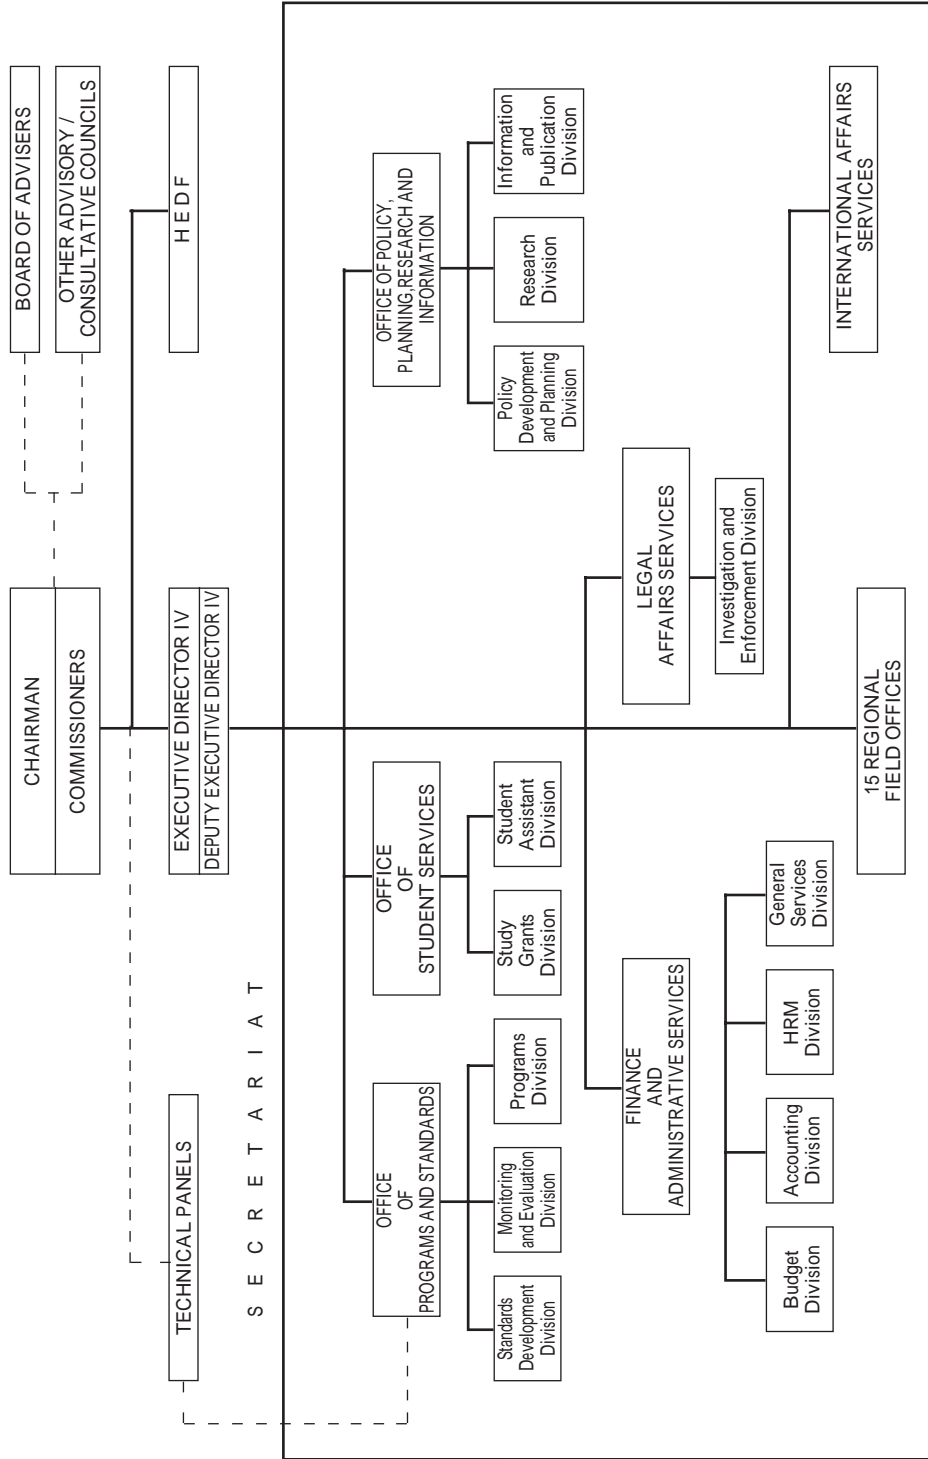 CHAIRMAN
COMMISSIONERS
BOARD OF ADVISERS
OTHER ADVISORY /
CONSULTATIVE COUNCILS
TECHNICAL PANELS
EXECUTIVE DIRECTOR IV
DEPUTY EXECUTIVE DIRECTOR IV
H E D F
S E C R E T A R I A T
OFFICE
OF
PROGRAMS AND STANDARDS
OFFICE
OF
STUDENT SERVICES
OFFICE OF POLICY,
PLANNING,RESEARCH AND
INFORMATION
Standards
Development
Division
Monitoring
and Evaluation
Division
Programs
Division
Study
Grants
Division
Student
Assistant
Division
Policy
Development
and Planning
Division
Research
Division
Information
and
Publication
Division
FINANCE
AND
ADMINISTRATIVE SERVICES
LEGAL
AFFAIRS SERVICES
Investigation and
Enforcement Division
Budget
Division
Accounting
Division
HRM
Division
General
Services
Division
15 REGIONAL
FIELD OFFICES
INTERNATIONAL AFFAIRS
SERVICES